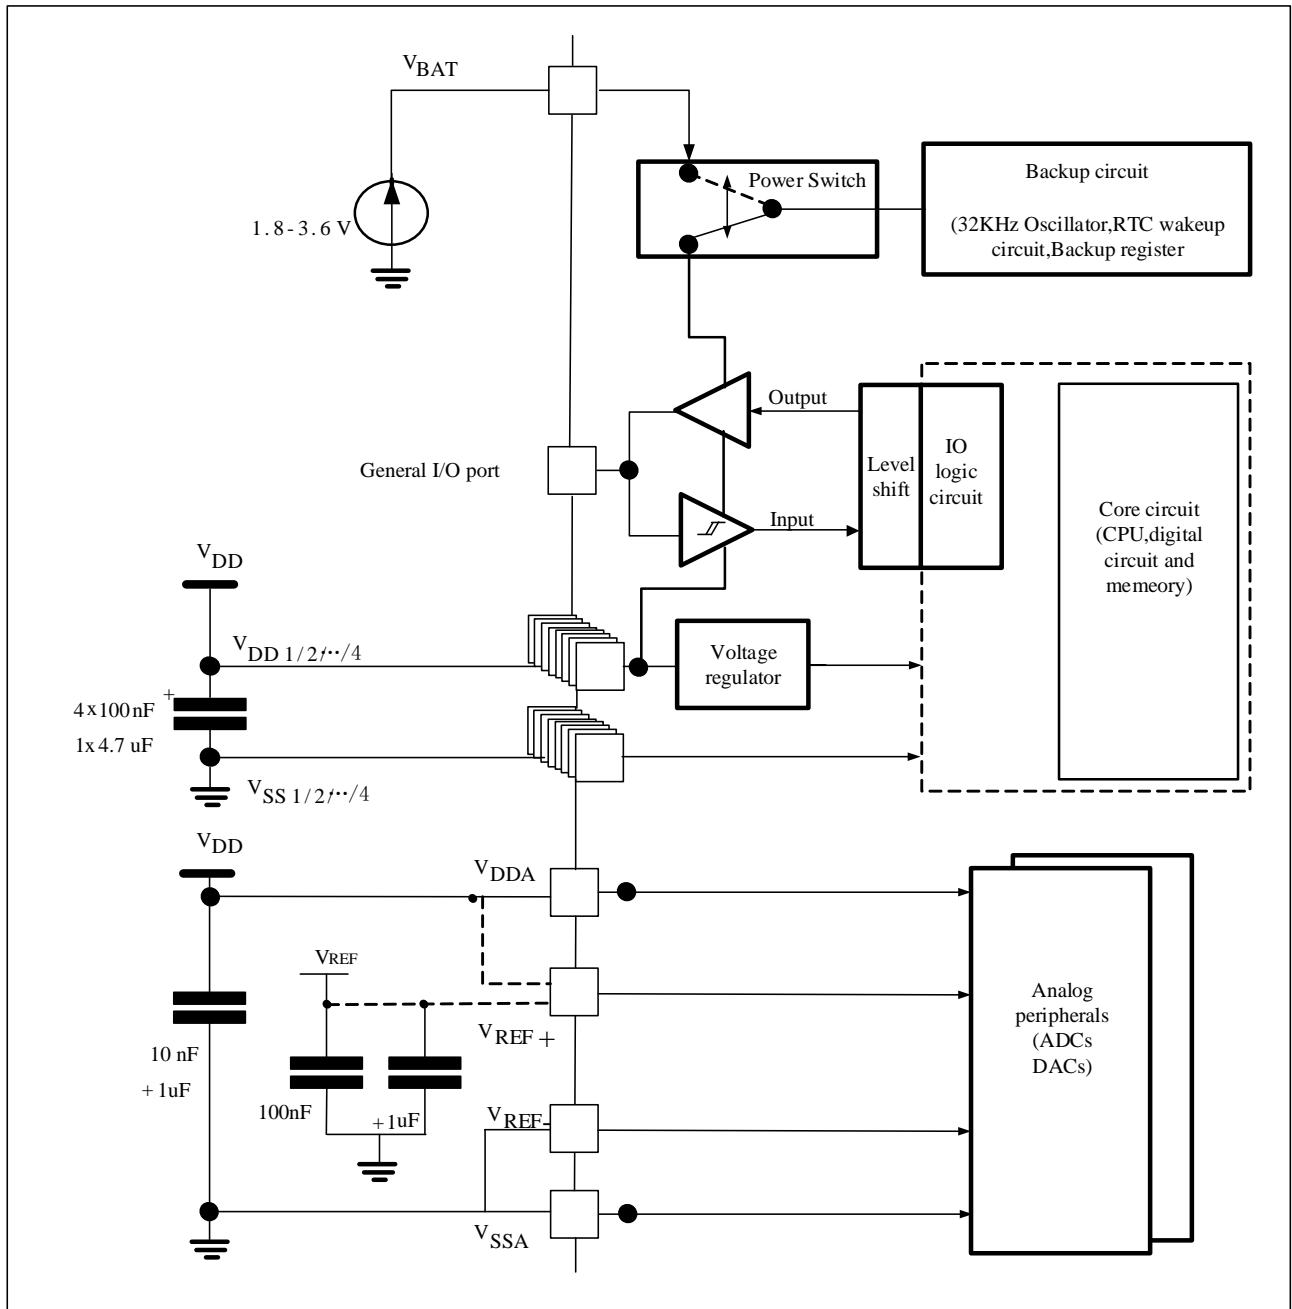 VBAT
Power Switch
Backup circuit
(32KHz Oscillator,RTC wakeup
circuit,Backup register
1.8-3.6 V
Output
General I/O port
Level
shift
IO
logic
circuit
Input
Core circuit
(CPU,digital
circuit and
memeory)
VDD
VDD 1/2/··/4
Voltage
regulator
+
4x100nF
1x4.7 uF
VSS 1/2/··/4
VDD
VDDA
VREF
VREF+
Analog
peripherals
(ADCs
DACs)
10 nF
+1uF
100nF
+1uF
VREF-
VSSA